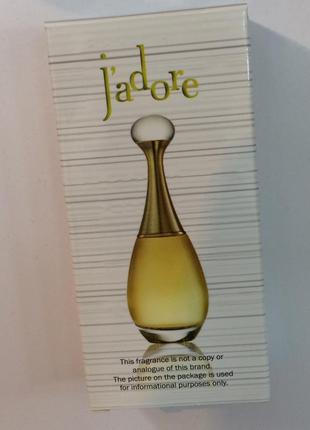 j'adore
This fragrance is not a copy or
analogue of this brand.
The picture on the package is used
for informational purposes only.